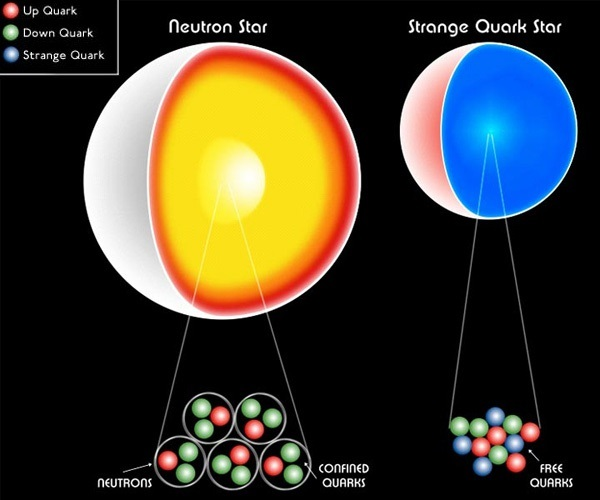 Up Quark
Down Quark
Strange Quark
Neutron Star
Strange Quark Star
NEUTRONS
CONFINED
QUARKS
FREE
QUARKS